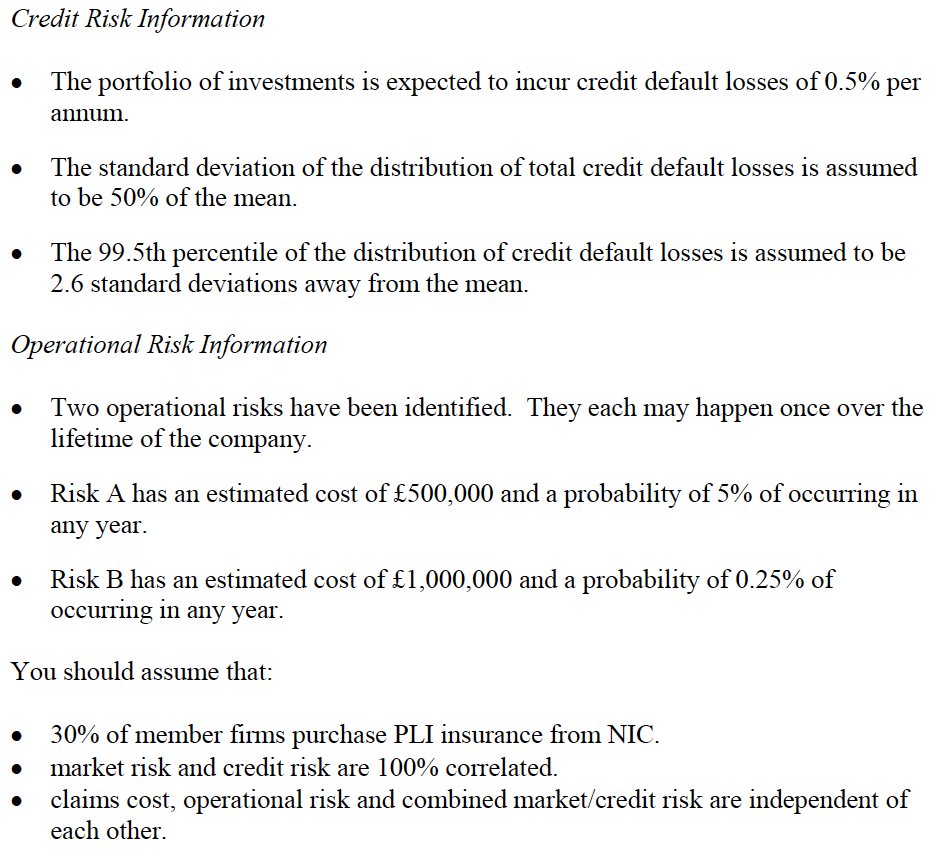 Credit Risk Information
• The portfolio of investments is expected to incur credit default losses of 0.5% per
annum.
• The standard deviation of the distribution of total credit default losses is assumed
to be 50% of the mean.
• The 99.5th percentile of the distribution of credit default losses is assumed to be
2.6 standard deviations away from the mean.
Operational Risk Information
• Two operational risks have been identified. They each may happen once over the
lifetime of the company.
• Risk A has an estimated cost of £500,000 and a probability of 5% of occurring in
any year.
• Risk B has an estimated cost of £1,000,000 and a probability of 0.25% of
occurring in any year.
You should assume that:
• 30% of member firms purchase PLI insurance from NIC.
• market risk and credit risk are 100% correlated.
• claims cost, operational risk and combined market/credit risk are independent of
each other.